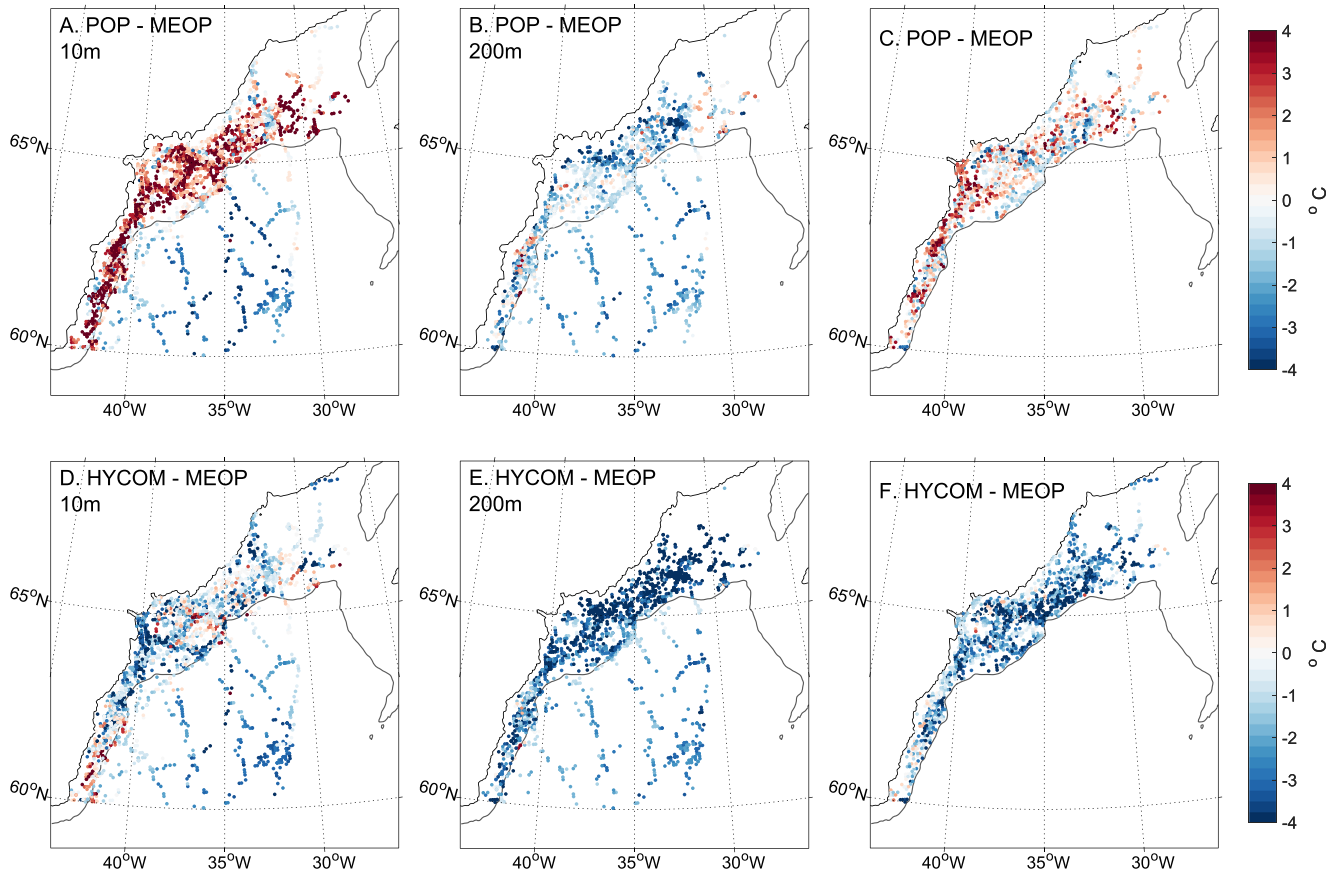 A. POP - MEOP
10m
B. POP - MEOP
200m
C. POP - MEOP
65°N
60°N
40°W
35°W
30°W
65°N
60°N
40°W
35°W
30°W
65°N
60°N
40°W
35°W
30°W
4
3
2
1
0
-1
-2
-3
-4
°C
D. HYCOM - MEOP
10m
E. HYCOM - MEOP
200m
F. HYCOM - MEOP
65°N
60°N
40°W
35°W
30°W
65°N
60°N
40°W
35°W
30°W
65°N
60°N
40°W
35°W
30°W
4
3
2
1
0
-1
-2
-3
-4
°C